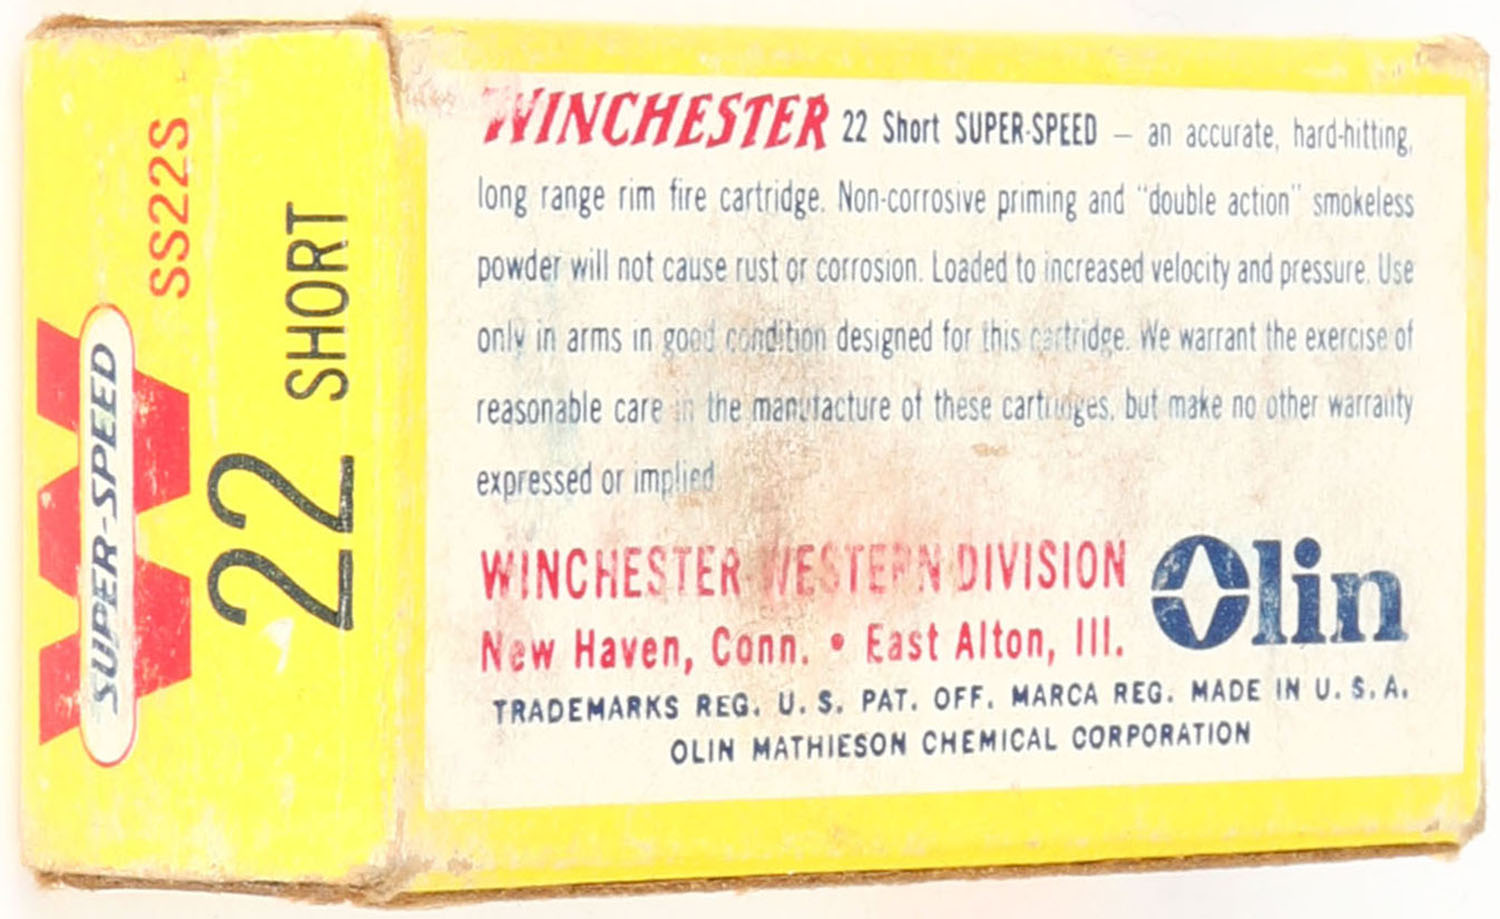 SS22S
SUPER-SPEED
22 SHORT
WINCHESTER 22 Short SUPER-SPEED — an accurate, hard-hitting,
long range rim fire cartridge. Non-corrosive priming and "double action" smokeless
powder will not cause rust or corrosion. Loaded to increased velocity and pressure. Use
only in arms in good condition designed for this cartridge. We warrant the exercise of
reasonable care in the manufacture of these cartridges, but make no other warranty
expressed or implied
WINCHESTER-WESTERN DIVISION
New Haven, Conn. • East Alton, Ill.
Olin
TRADEMARKS REG. U. S. PAT. OFF. MARCA REG. MADE IN U. S. A.
OLIN MATHIESON CHEMICAL CORPORATION